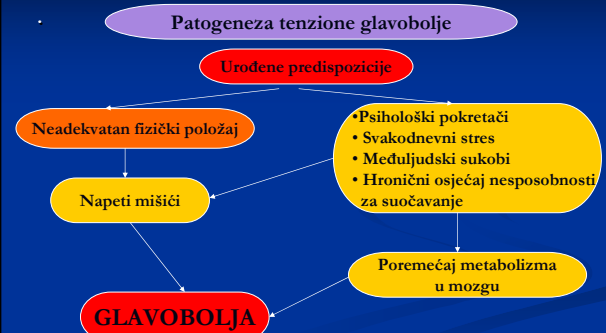 • Patogeneza tenzione glavobolje
Urođene predispozicije
Neadekvatan fizički položaj
•Psihološki pokretači
• Svakodnevni stres
• Međuljudski sukobi
• Hronični osjećaj nesposobnosti
za suočavanje
Napeti mišići
Poremećaj metabolizma
u mozgu
GLAVOBOLJA